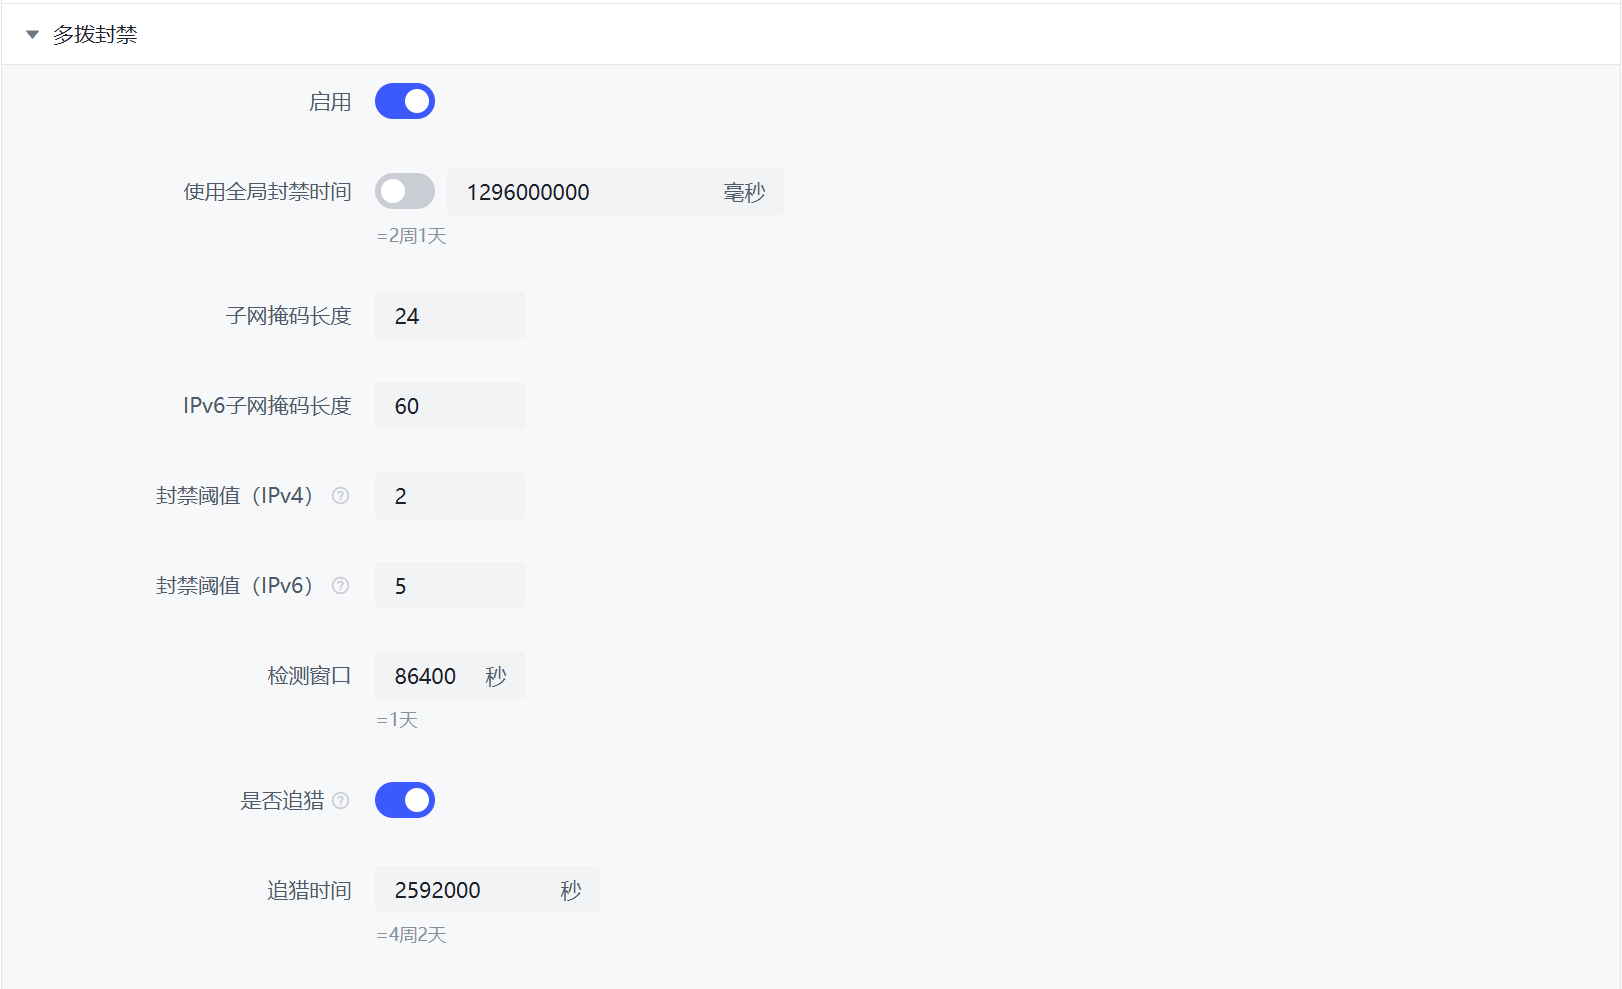 多拨封禁
启用
使用全局封禁时间 1296000000 毫秒
=2周1天
子网掩码长度 24
IPv6子网掩码长度 60
封禁阈值（IPv4） 2
封禁阈值（IPv6） 5
检测窗口 86400 秒
=1天
是否追猎
追猎时间 2592000 秒
=4周2天